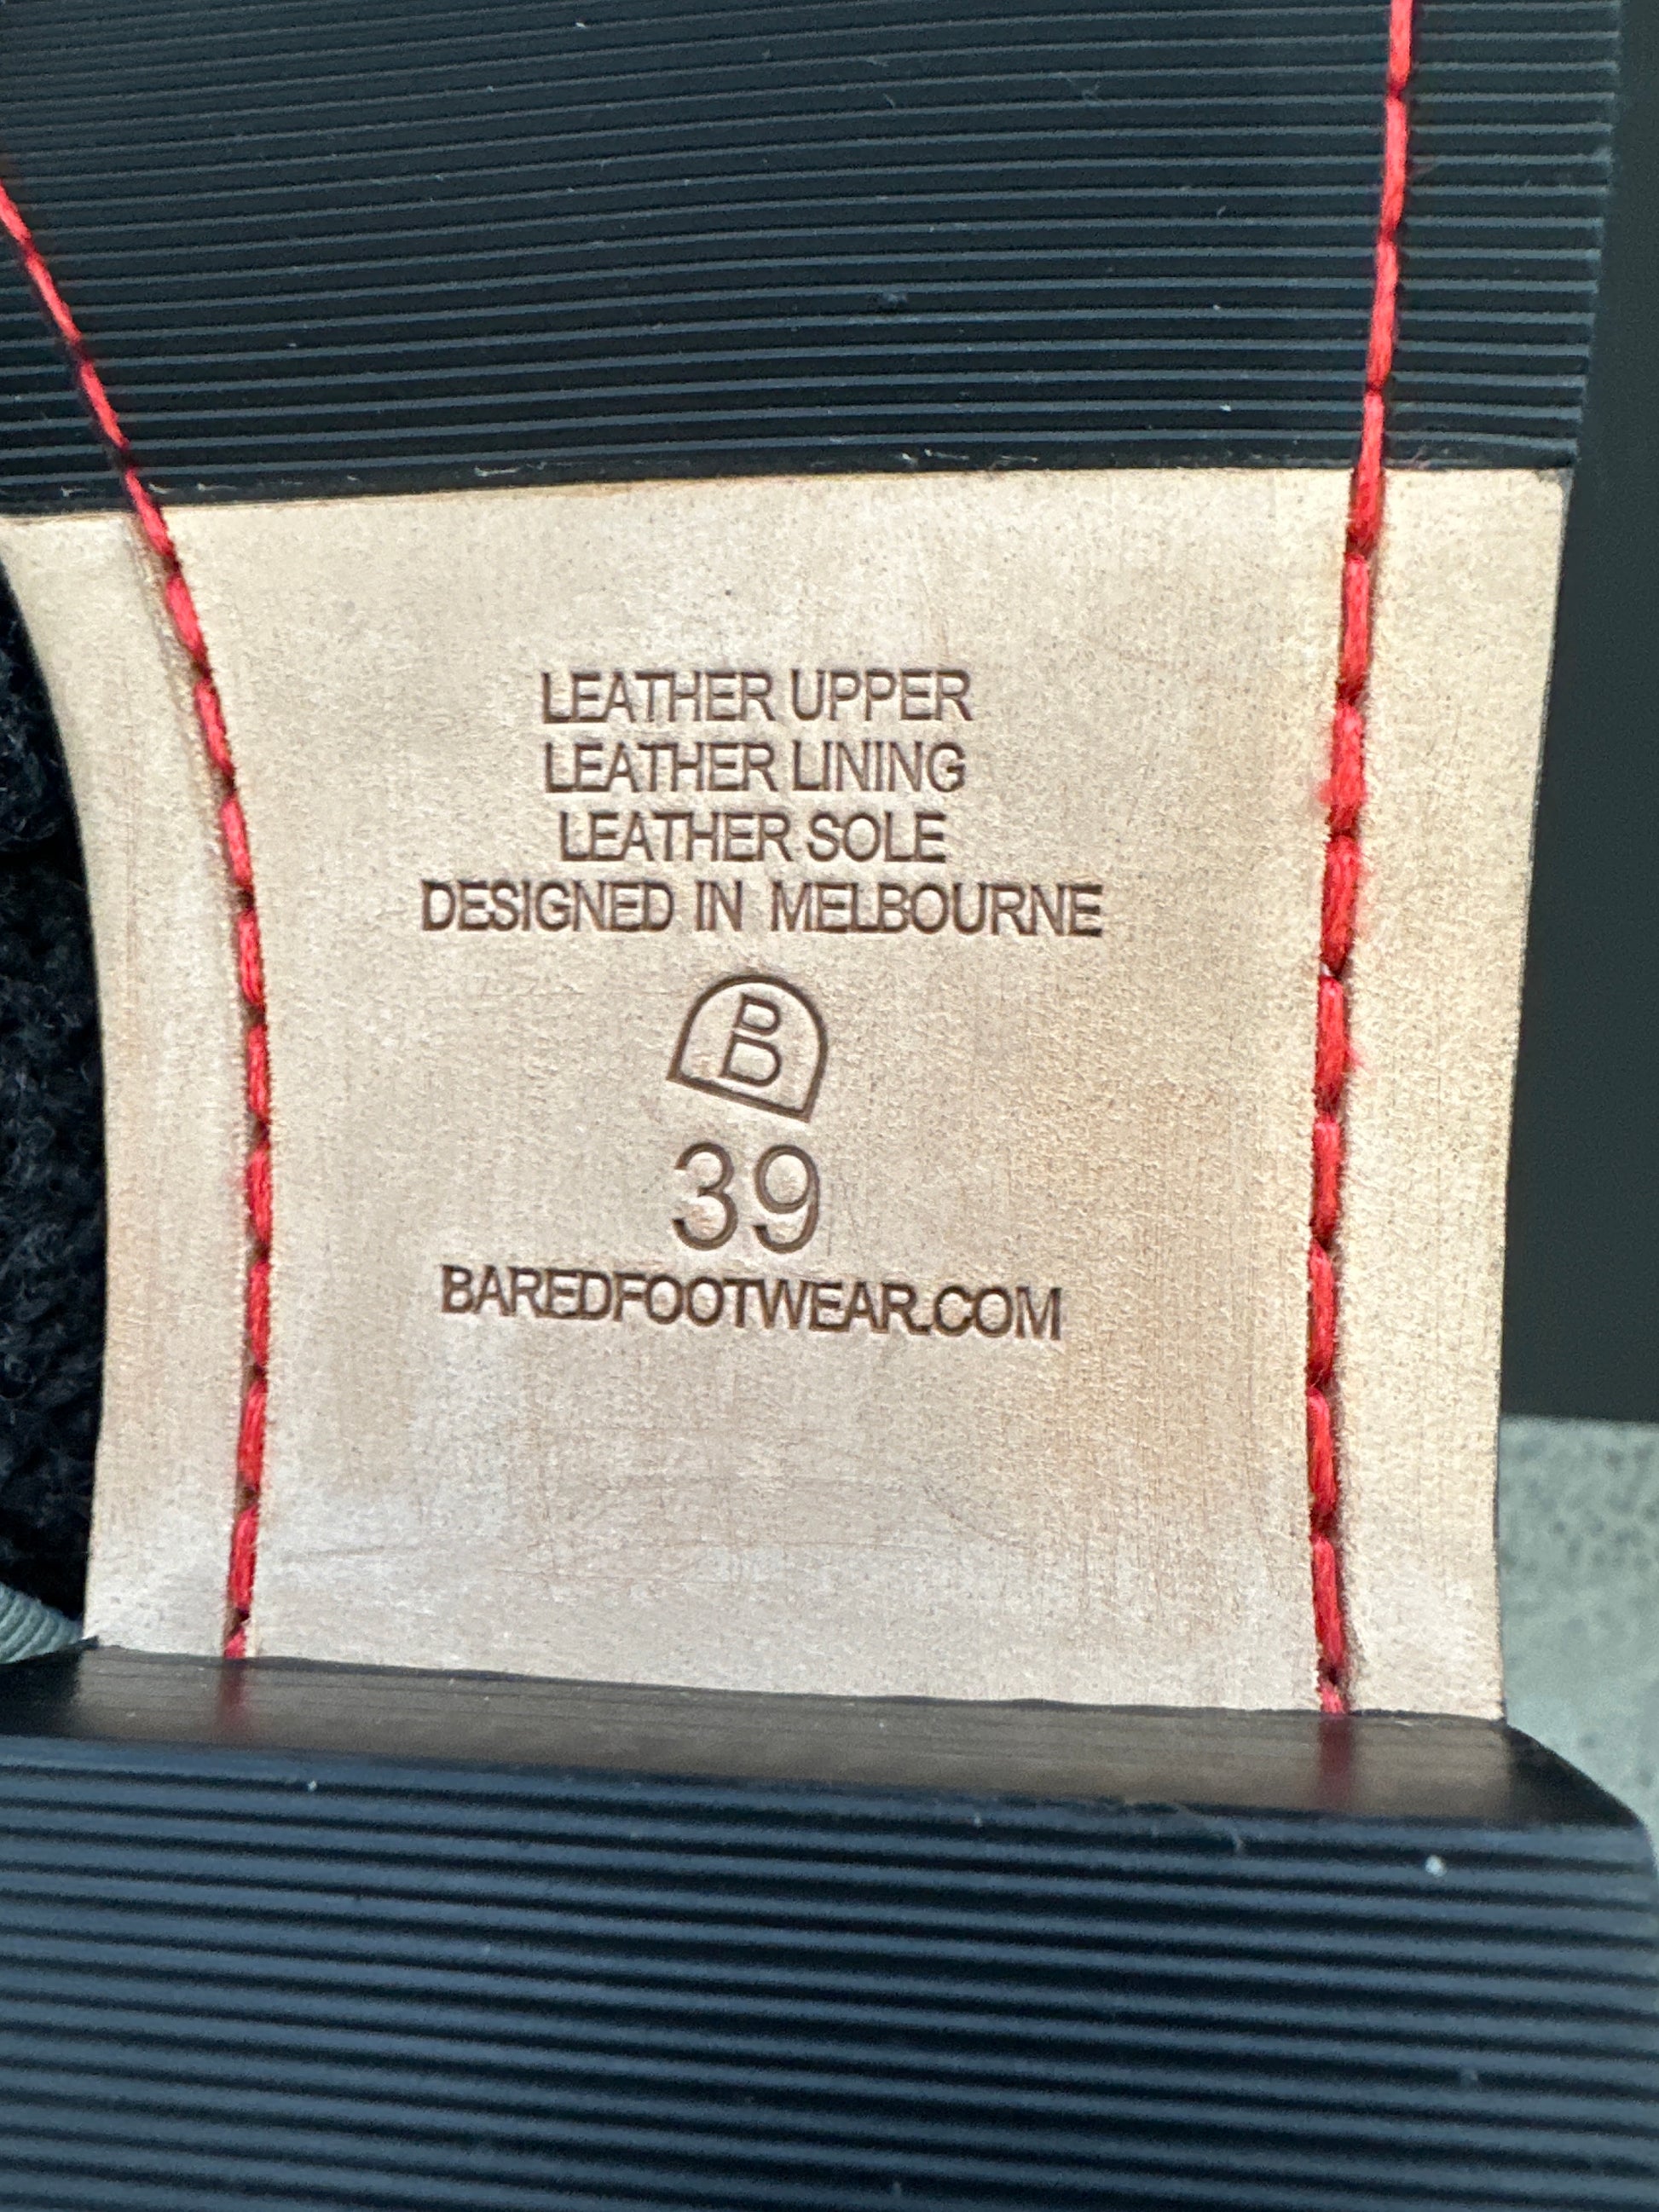 LEATHER UPPER
LEATHER LINING
LEATHER SOLE
DESIGNED IN MELBOURNE
B
39
BAREDFOOTWEAR.COM